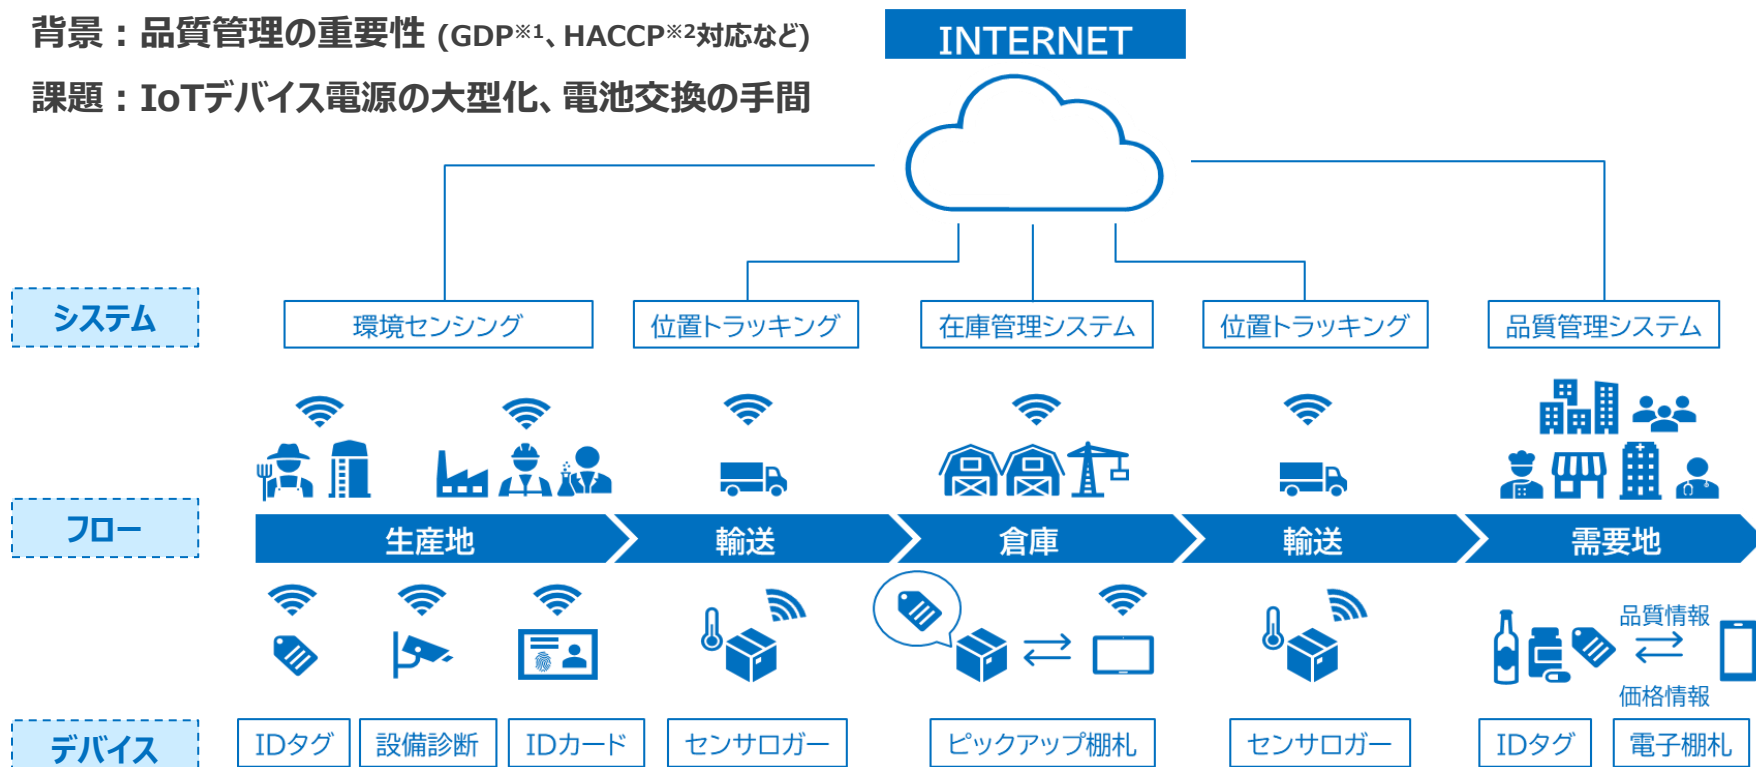 背景：品質管理の重要性 (GDP※1、HACCP※2対応など)
課題：IoTデバイス電源の大型化、電池交換の手間
INTERNET
システム
環境センシング
位置トラッキング
在庫管理システム
位置トラッキング
品質管理システム
フロー
生産地
輸送
倉庫
輸送
需要地
品質情報
価格情報
デバイス
IDタグ
設備診断
IDカード
センサロガー
ピックアップ棚札
センサロガー
IDタグ
電子棚札